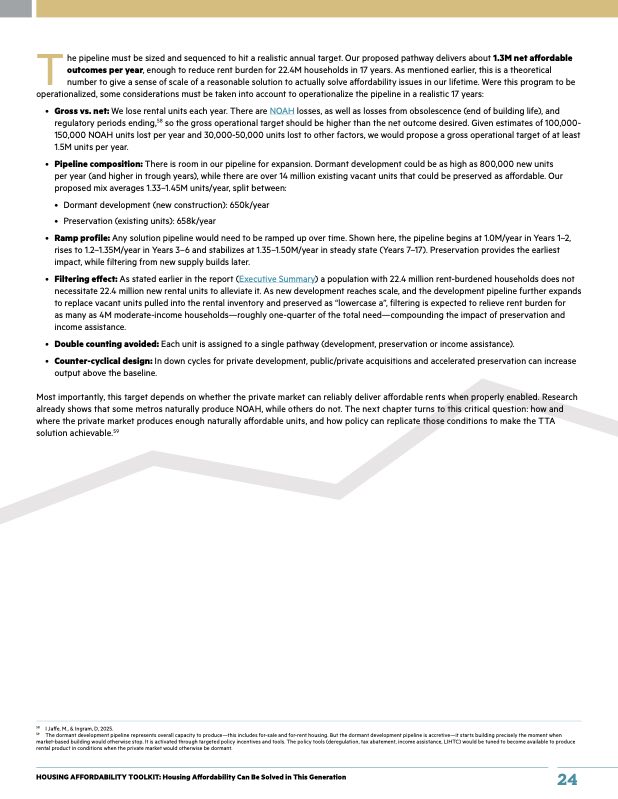 The pipeline must be sized and sequenced to hit a realistic annual target. Our proposed pathway delivers about 1.3M net affordable
outcomes per year, enough to reduce rent burden for 22.4M households in 17 years. As mentioned earlier, this is a theoretical
number to give a sense of scale of a reasonable solution to actually solve affordability issues in our lifetime. Were this program to be
operationalized, some considerations must be taken into account to operationalize the pipeline in a realistic 17 years:
• Gross vs. net: We lose rental units each year. There are NOAH losses, as well as losses from obsolescence (end of building life), and
regulatory periods ending,⁵⁸ so the gross operational target should be higher than the net outcome desired. Given estimates of 100,000-
150,000 NOAH units lost per year and 30,000-50,000 units lost to other factors, we would propose a gross operational target of at least
1.5M units per year.
• Pipeline composition: There is room in our pipeline for expansion. Dormant development could be as high as 800,000 new units
per year (and higher in trough years), while there are over 14 million existing vacant units that could be preserved as affordable. Our
proposed mix averages 1.33–1.45M units/year, split between:
• Dormant development (new construction): 650k/year
• Preservation (existing units): 658k/year
• Ramp profile: Any solution pipeline would need to be ramped up over time. Shown here, the pipeline begins at 1.0M/year in Years 1–2,
rises to 1.2–1.35M/year in Years 3–6 and stabilizes at 1.35–1.50M/year in steady state (Years 7–17). Preservation provides the earliest
impact, while filtering from new supply builds later.
• Filtering effect: As stated earlier in the report (Executive Summary) a population with 22.4 million rent-burdened households does not
necessitate 22.4 million new rental units to alleviate it. As new development reaches scale, and the development pipeline further expands
to replace vacant units pulled into the rental inventory and preserved as “lowercase a”, filtering is expected to relieve rent burden for
as many as 4M moderate-income households—roughly one-quarter of the total need—compounding the impact of preservation and
income assistance.
• Double counting avoided: Each unit is assigned to a single pathway (development, preservation or income assistance).
• Counter-cyclical design: In down cycles for private development, public/private acquisitions and accelerated preservation can increase
output above the baseline.
Most importantly, this target depends on whether the private market can reliably deliver affordable rents when properly enabled. Research
already shows that some metros naturally produce NOAH, while others do not. The next chapter turns to this critical question: how and
where the private market produces enough naturally affordable units, and how policy can replicate those conditions to make the TTA
solution achievable.⁵⁹
⁵⁸ I Jaffe, M., & Ingram, D, 2025.
⁵⁹ The dormant development pipeline represents overall capacity to produce—this includes for-sale and for-rent housing. But the dormant development pipeline is accretive—it starts building precisely the moment when
market-based building would otherwise stop. It is activated through targeted policy incentives and tools. The policy tools (deregulation, tax abatement, income assistance, LIHTC) would be tuned to become available to produce
rental product in conditions when the private market would otherwise be dormant.
HOUSING AFFORDABILITY TOOLKIT: Housing Affordability Can Be Solved in This Generation
24